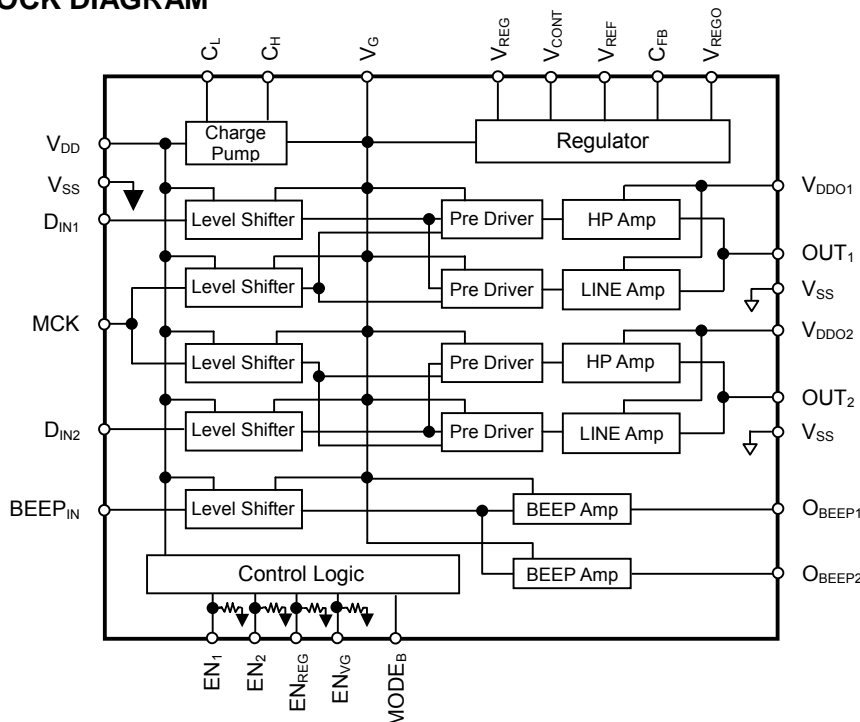 OCK DIAGRAM
CL
CH
VG
VREG
VCONT
VREF
CFB
VREGO
Charge
Pump
Regulator
VDD
VSS
DIN1
MCK
DIN2
BEEPIN
Level Shifter
Pre Driver
HP Amp
VDDO1
Level Shifter
Pre Driver
LINE Amp
OUT1
VSS
Level Shifter
Pre Driver
HP Amp
VDDO2
Level Shifter
Pre Driver
LINE Amp
OUT2
VSS
Level Shifter
BEEP Amp
OBEEP1
BEEP Amp
OBEEP2
Control Logic
EN1
EN2
ENREG
ENVG
MODEB